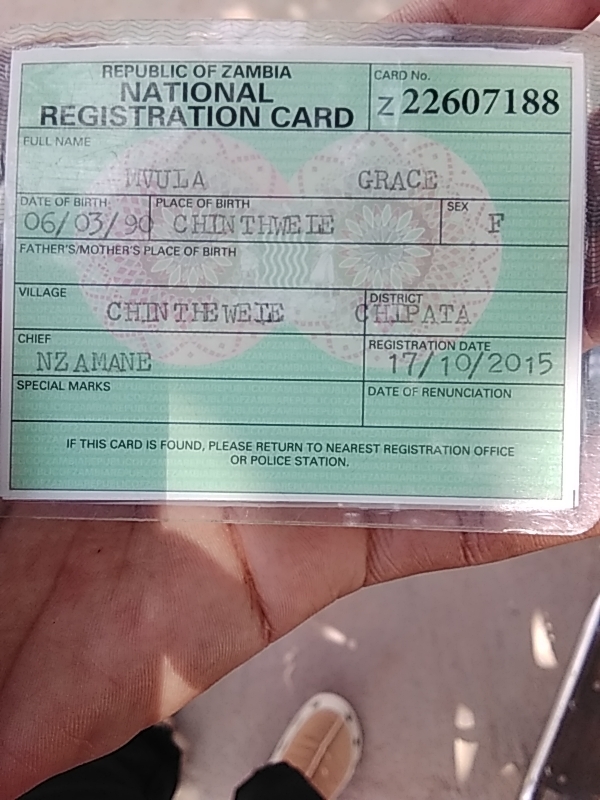 REPUBLIC OF ZAMBIA
NATIONAL
REGISTRATION CARD
CARD No.
Z 22607188
FULL NAME
MVULA GRACE
DATE OF BIRTH
06/03/90
PLACE OF BIRTH
CHINTHWEIE
SEX
F
FATHER'S/MOTHER'S PLACE OF BIRTH
VILLAGE
CHINTHEWEIE
DISTRICT
CHIPATA
CHIEF
NZAMANE
REGISTRATION DATE
17/10/2015
SPECIAL MARKS
DATE OF RENUNCIATION
IF THIS CARD IS FOUND, PLEASE RETURN TO NEAREST REGISTRATION OFFICE
OR POLICE STATION.